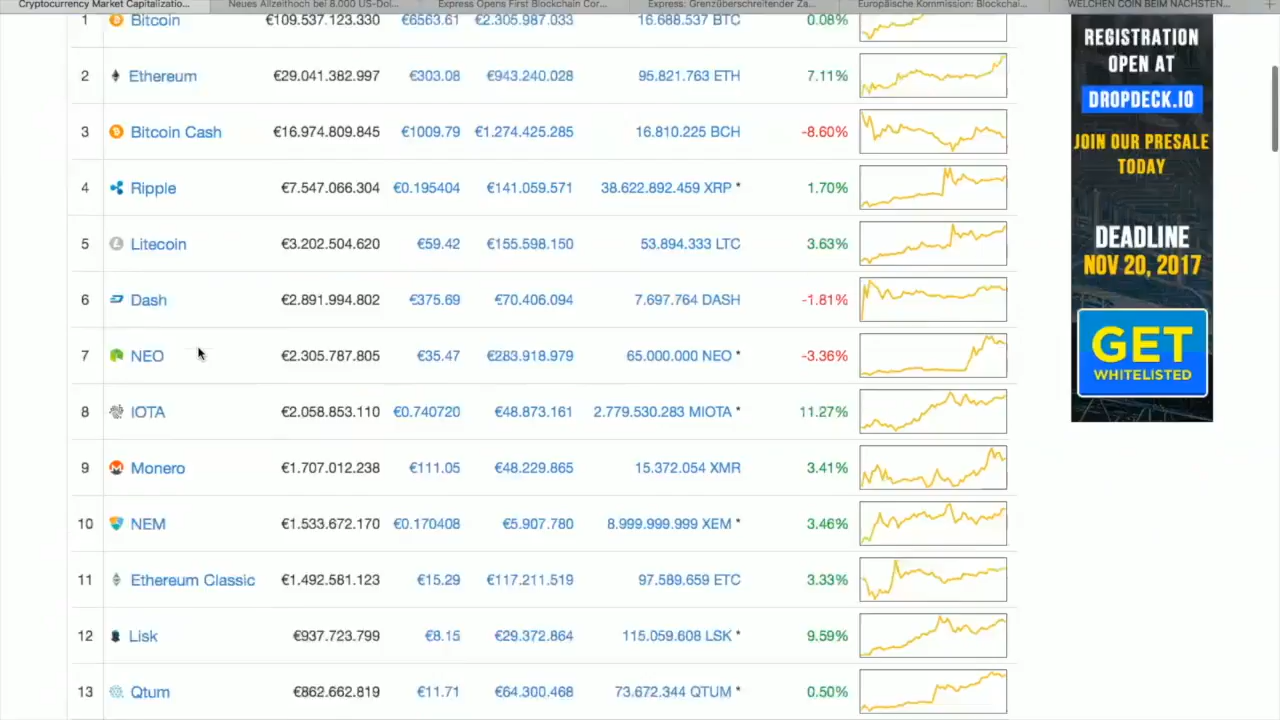 Cryptocurrency Market Capitalizatio...
Neues Allzeithoch bei 8.000 US-Dol...
Express Opens First Blockchain Cor...
Express: Grenzüberschreitender Za...
Europäische Kommission: Blockchai...
WELCHEN COIN BEIM NÄCHSTEN...
1 Bitcoin €109.537.123.330 €6563.61 €2.305.987.033 16.688.537 BTC 0.08%
2 Ethereum €29.041.382.997 €303.08 €943.240.028 95.821.763 ETH 7.11%
3 Bitcoin Cash €16.974.809.845 €1009.79 €1.274.425.285 16.810.225 BCH -8.60%
4 Ripple €7.547.066.304 €0.195404 €141.059.571 38.622.892.459 XRP * 1.70%
5 Litecoin €3.202.504.620 €59.42 €155.598.150 53.894.333 LTC 3.63%
6 Dash €2.891.994.802 €375.69 €70.406.094 7.697.764 DASH -1.81%
7 NEO €2.305.787.805 €35.47 €283.918.979 65.000.000 NEO * -3.36%
8 IOTA €2.058.853.110 €0.740720 €48.873.161 2.779.530.283 MIOTA * 11.27%
9 Monero €1.707.012.238 €111.05 €48.229.865 15.372.054 XMR 3.41%
10 NEM €1.533.672.170 €0.170408 €5.907.780 8.999.999.999 XEM * 3.46%
11 Ethereum Classic €1.492.581.123 €15.29 €117.211.519 97.589.659 ETC 3.33%
12 Lisk €937.723.799 €8.15 €29.372.864 115.059.608 LSK * 9.59%
13 Qtum €862.662.819 €11.71 €64.300.468 73.672.344 QTUM * 0.50%
REGISTRATION
OPEN AT
DROPDECK.IO
JOIN OUR PRESALE
TODAY
DEADLINE
NOV 20, 2017
GET
WHITELISTED